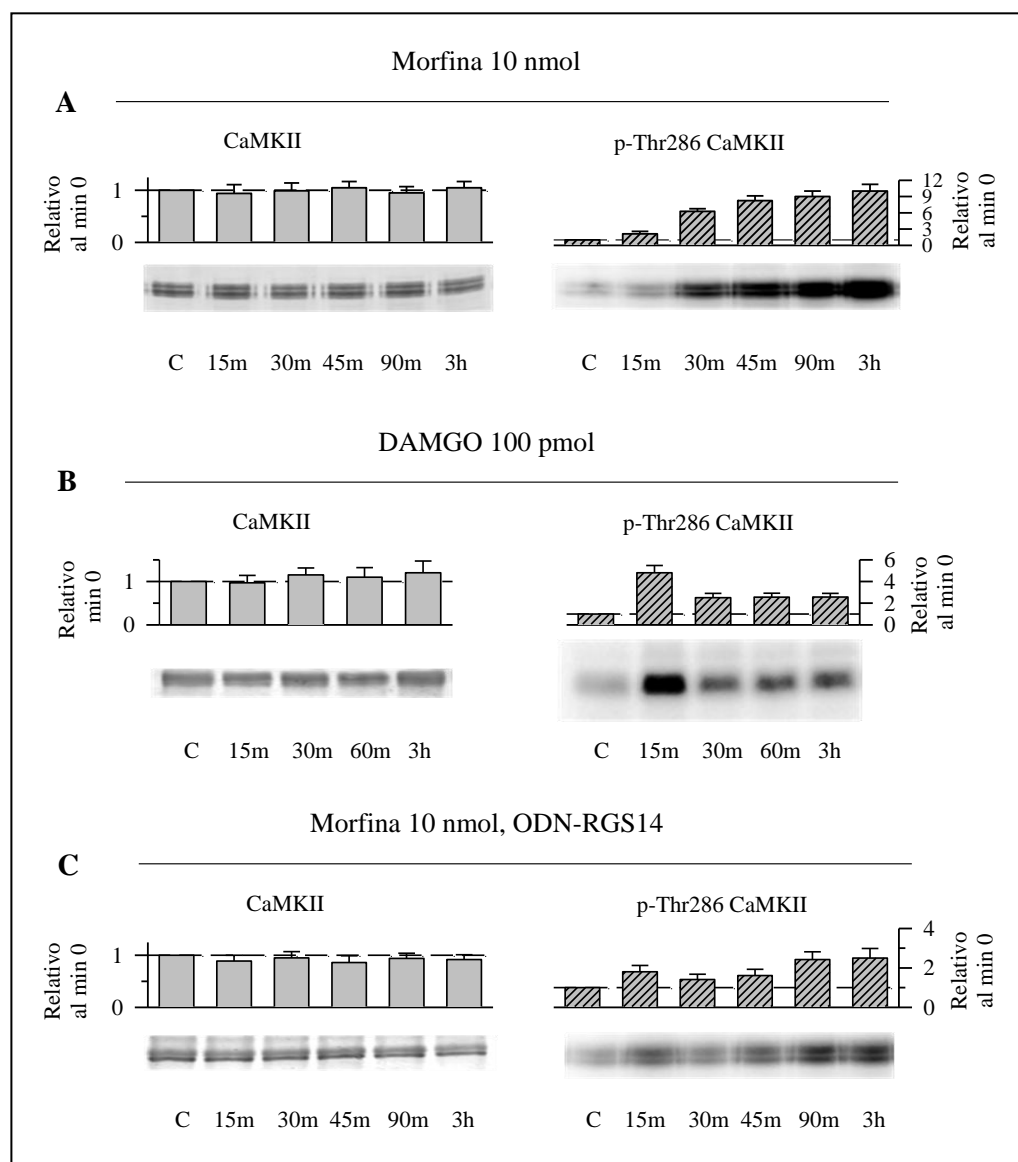 Morfina 10 nmol
A
CaMKII
p-Thr286 CaMKII
Relativo
al min 0
1
0
12
9
6
3
0
Relativo
al min 0
C 15m 30m 45m 90m 3h
C 15m 30m 45m 90m 3h
DAMGO 100 pmol
B
CaMKII
p-Thr286 CaMKII
Relativo
min 0
1
0
6
4
2
0
Relativo
al min 0
C 15m 30m 60m 3h
C 15m 30m 60m 3h
Morfina 10 nmol, ODN-RGS14
C
CaMKII
p-Thr286 CaMKII
Relativo
al min 0
1
0
4
2
0
Relativo
al min 0
C 15m 30m 45m 90m 3h
C 15m 30m 45m 90m 3h